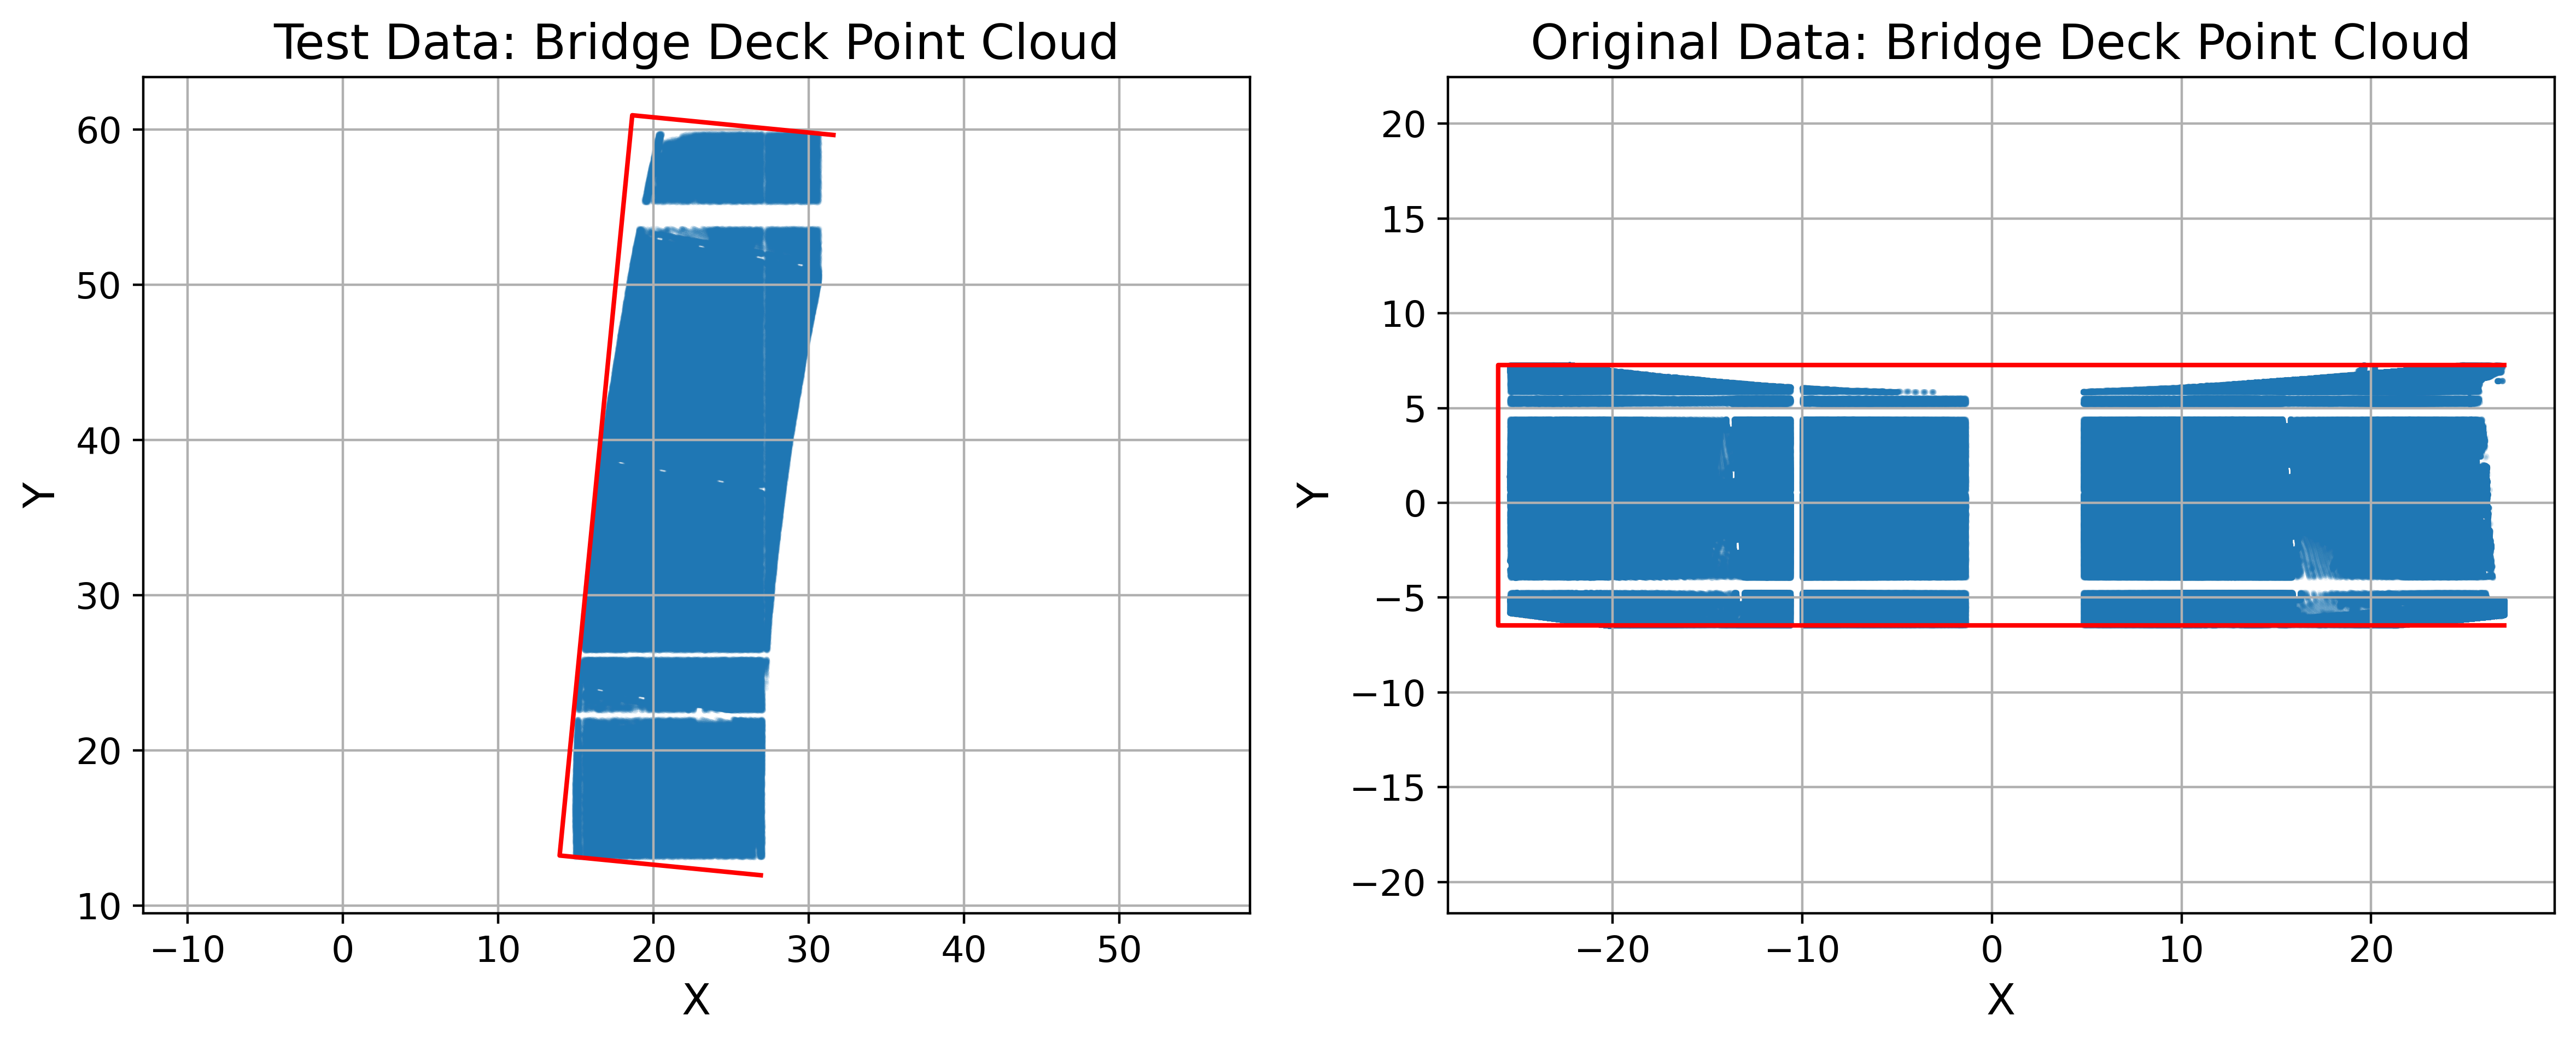 Test Data: Bridge Deck Point Cloud
60
50
40
30
20
10
Y
−10 0 10 20 30 40 50
X
Original Data: Bridge Deck Point Cloud
20
15
10
5
0
−5
−10
−15
−20
Y
−20 −10 0 10 20
X